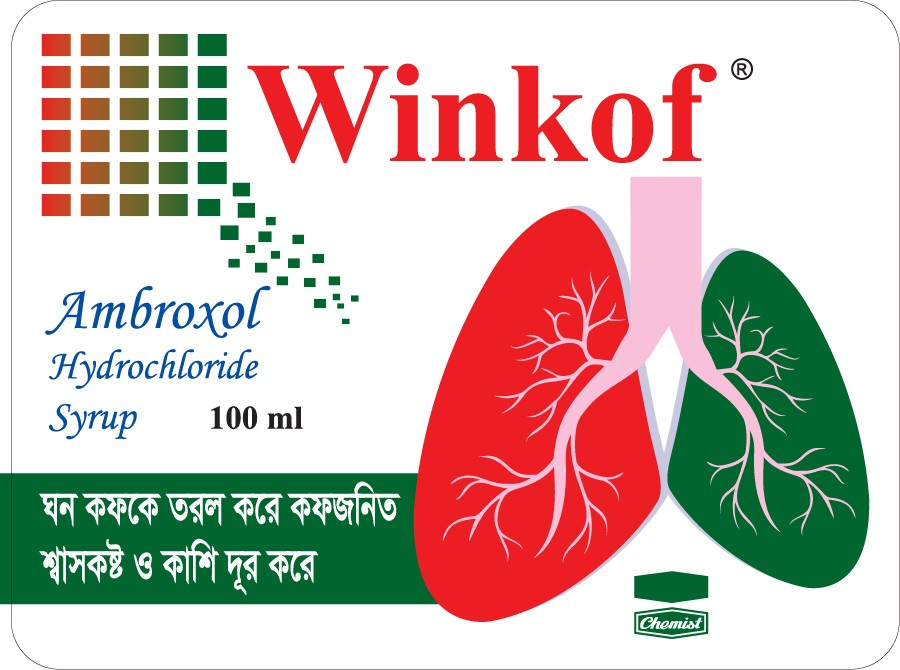 Winkof ®
Ambroxol
Hydrochloride
Syrup 100 ml
ঘন কফকে তরল করে কফজনিত
শ্বাসকষ্ট ও কাশি দূর করে
Chemist